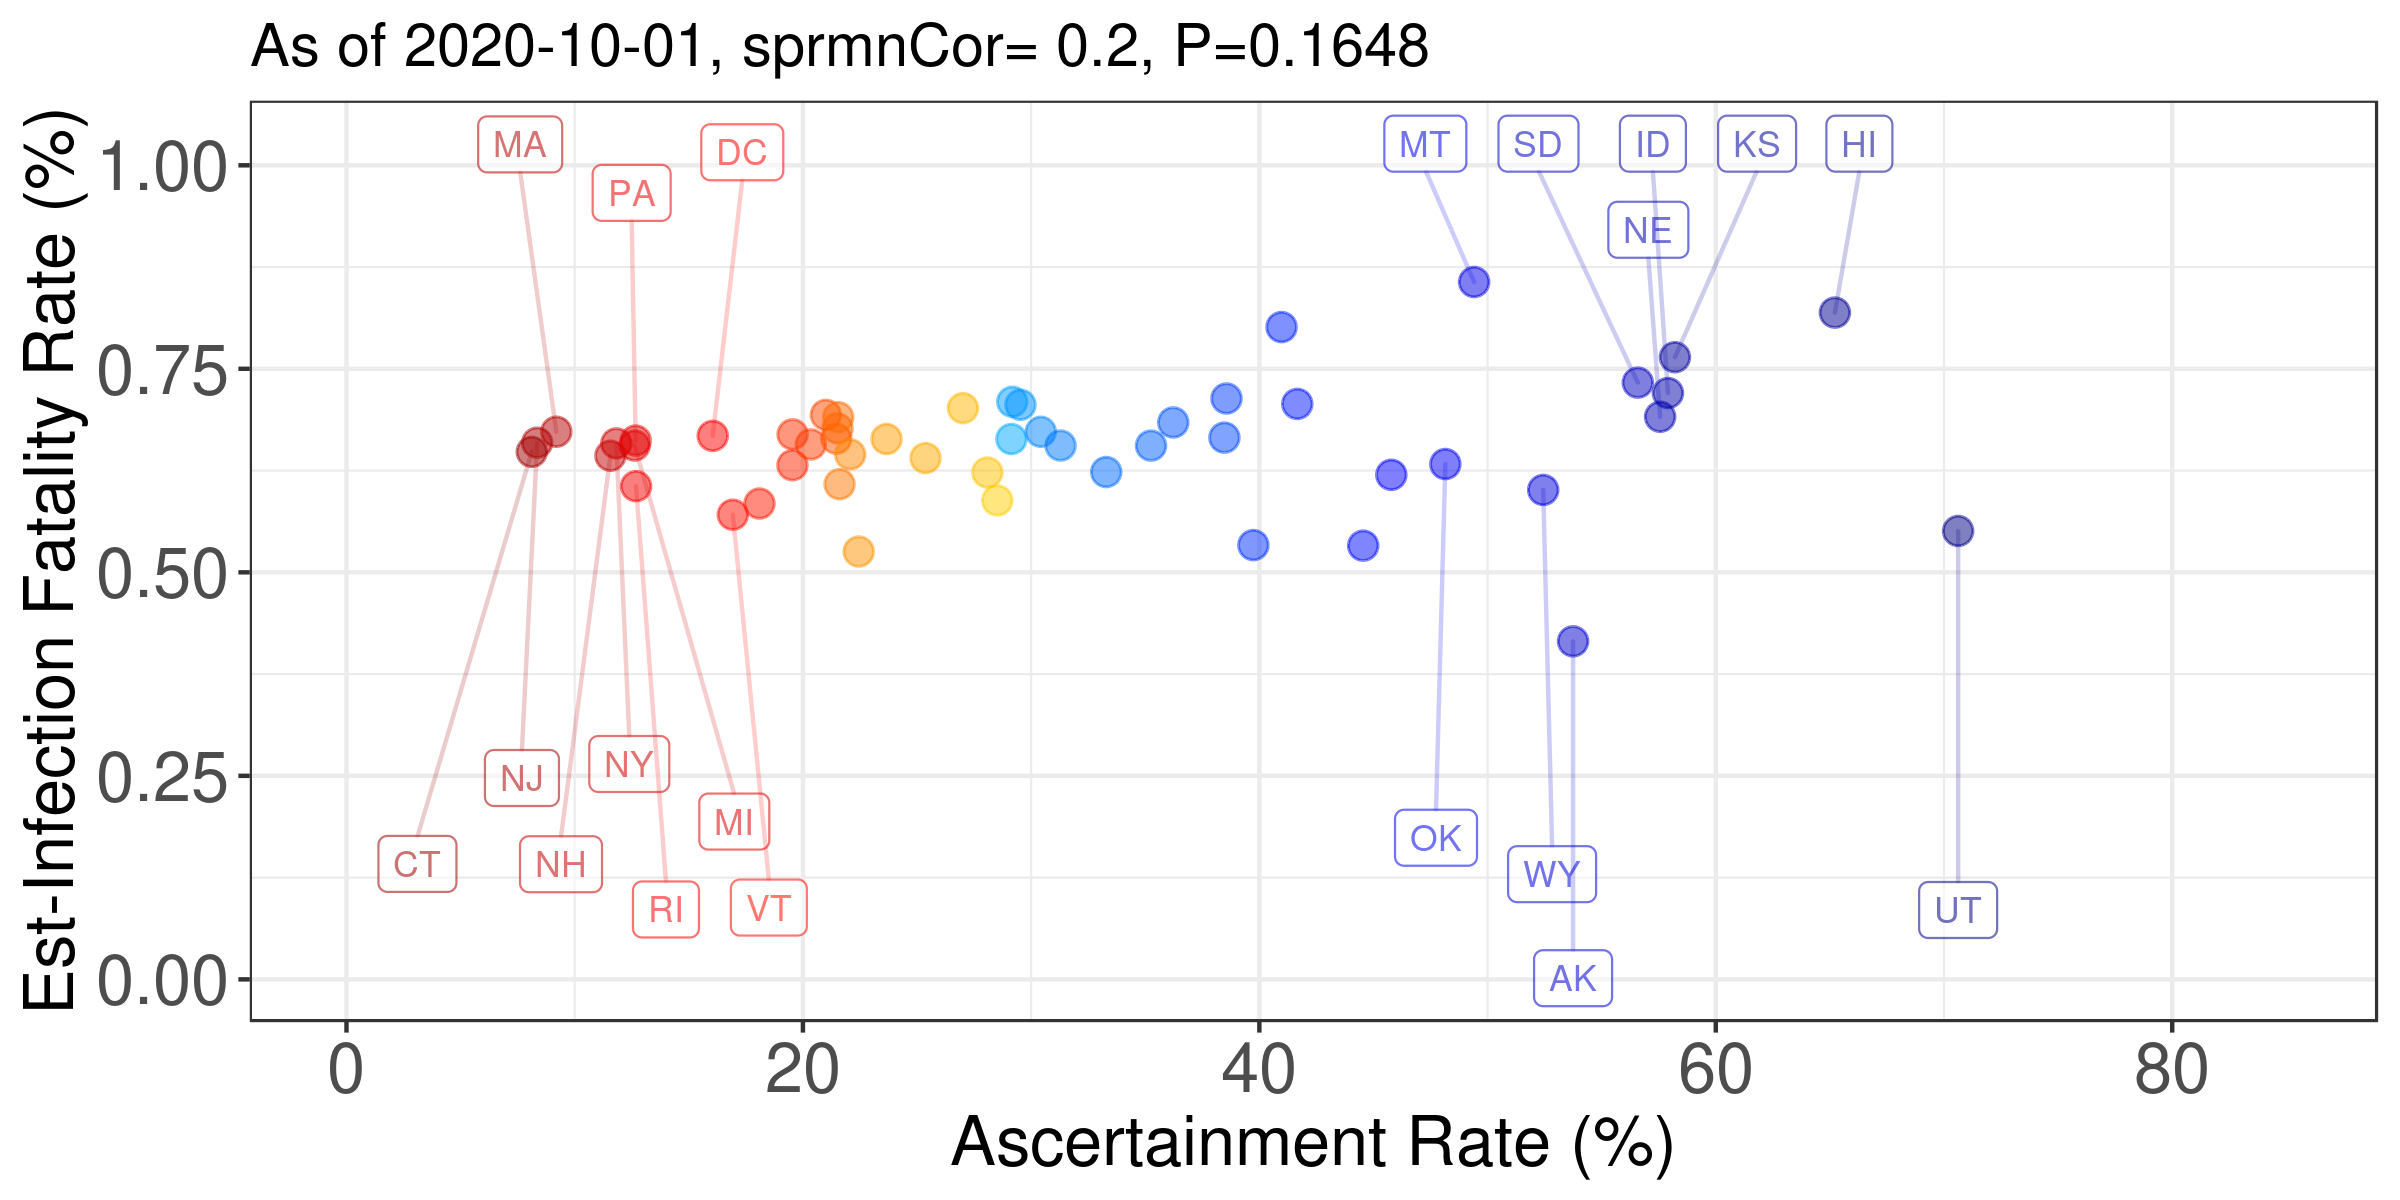 As of 2020-10-01, sprmnCor= 0.2, P=0.1648
Est-Infection Fatality Rate (%)
1.00
0.75
0.50
0.25
0.00
MA
PA
DC
MT
SD
ID
KS
HI
NE
NJ
NY
MI
CT
NH
RI
VT
OK
WY
AK
UT
0
20
40
60
80
Ascertainment Rate (%)